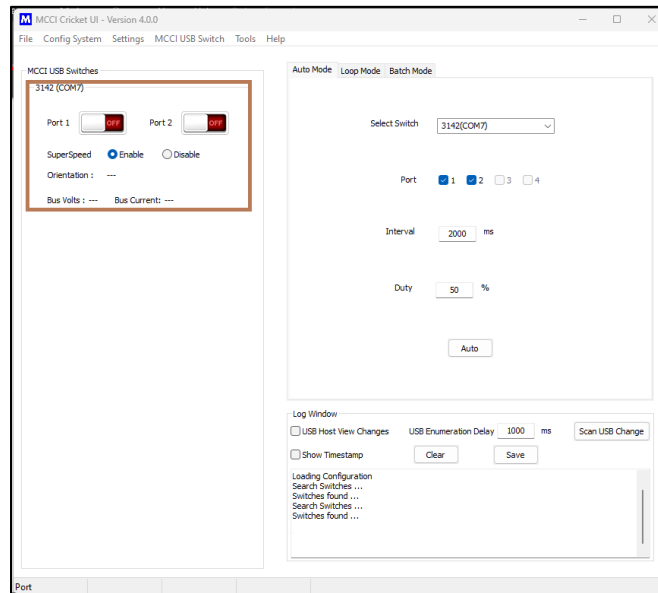 M MCCI Cricket UI - Version 4.0.0
File Config System Settings MCCI USB Switch Tools Help
MCCI USB Switches
3142 (COM7)
Port 1 OFF Port 2 OFF
SuperSpeed Enable Disable
Orientation : ---
Bus Volts : --- Bus Current: ---
Auto Mode Loop Mode Batch Mode
Select Switch 3142(COM7)
Port 1 2 3 4
Interval 2000 ms
Duty 50 %
Auto
Log Window
USB Host View Changes USB Enumeration Delay 1000 ms Scan USB Change
Show Timestamp Clear Save
Loading Configuration
Search Switches ...
Switches found ...
Search Switches ...
Switches found ...
Port